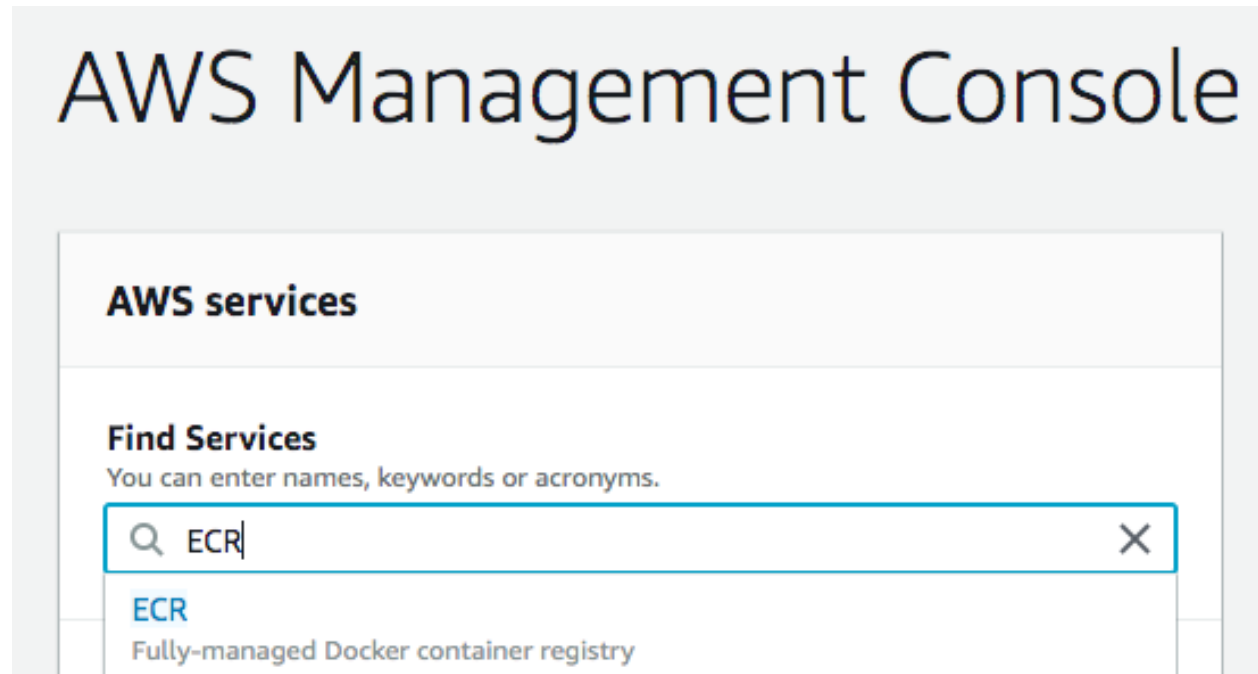 AWS Management Console
AWS services
Find Services
You can enter names, keywords or acronyms.
ECR
ECR
Fully-managed Docker container registry